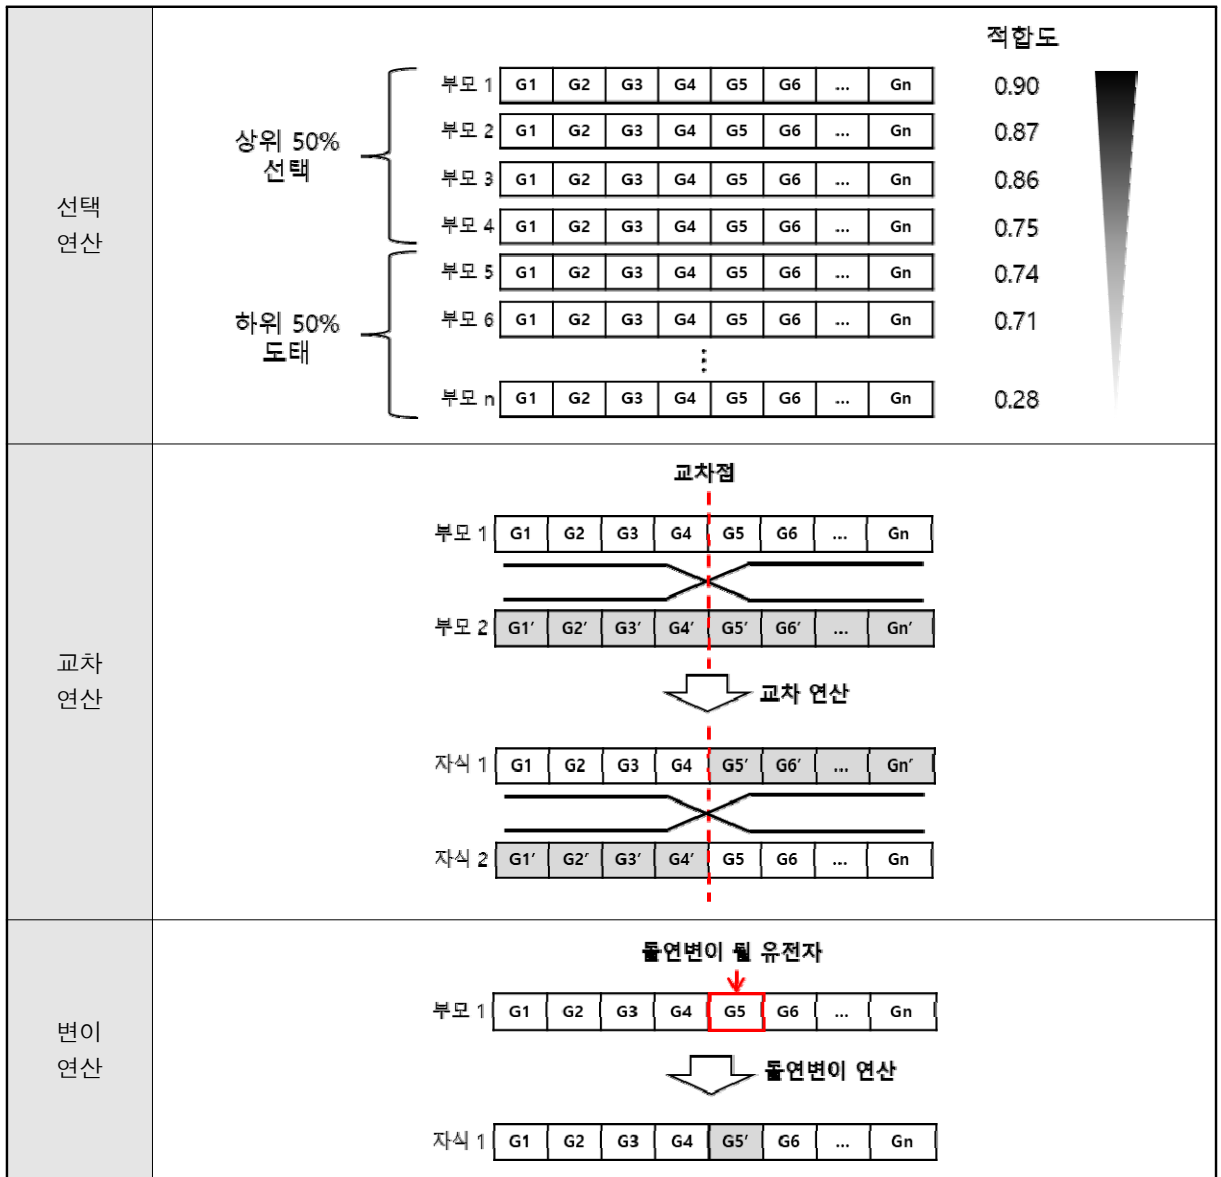 적합도
선택
연산
상위 50%
선택
하위 50%
도태
부모 1 G1 G2 G3 G4 G5 G6 ... Gn 0.90
부모 2 G1 G2 G3 G4 G5 G6 ... Gn 0.87
부모 3 G1 G2 G3 G4 G5 G6 ... Gn 0.86
부모 4 G1 G2 G3 G4 G5 G6 ... Gn 0.75
부모 5 G1 G2 G3 G4 G5 G6 ... Gn 0.74
부모 6 G1 G2 G3 G4 G5 G6 ... Gn 0.71
⋮
부모 n G1 G2 G3 G4 G5 G6 ... Gn 0.28
교차
연산
교차점
부모 1 G1 G2 G3 G4 G5 G6 ... Gn
부모 2 G1′ G2′ G3′ G4′ G5′ G6′ ... Gn′
교차 연산
자식 1 G1 G2 G3 G4 G5′ G6′ ... Gn′
자식 2 G1′ G2′ G3′ G4′ G5 G6 ... Gn
변이
연산
돌연변이 될 유전자
부모 1 G1 G2 G3 G4 G5 G6 ... Gn
돌연변이 연산
자식 1 G1 G2 G3 G4 G5′ G6 ... Gn